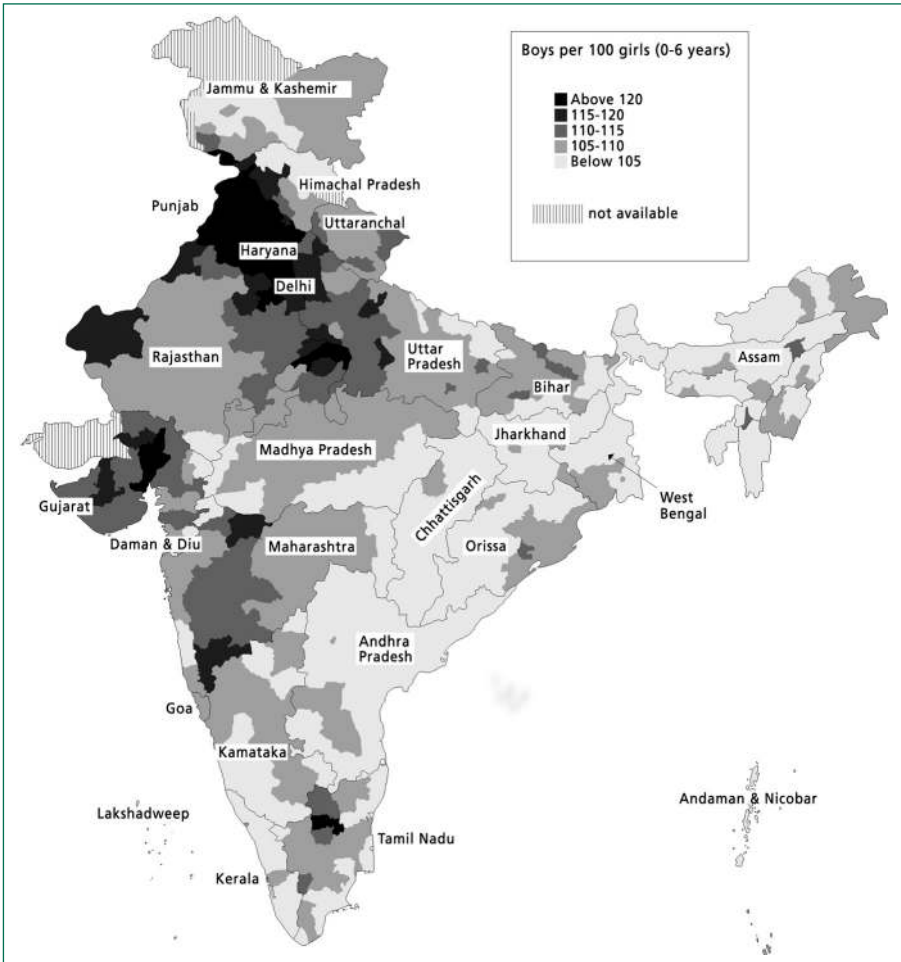 Boys per 100 girls (0-6 years)
Above 120
115-120
110-115
105-110
Below 105
not available
Jammu & Kashemir
Himachal Pradesh
Punjab
Uttaranchal
Haryana
Delhi
Rajasthan
Uttar
Pradesh
Bihar
Assam
Jharkhand
Madhya Pradesh
Gujarat
Chhattisgarh
West
Bengal
Daman & Diu
Maharashtra
Orissa
Andhra
Pradesh
Goa
Kamataka
Lakshadweep
Andaman & Nicobar
Tamil Nadu
Kerala